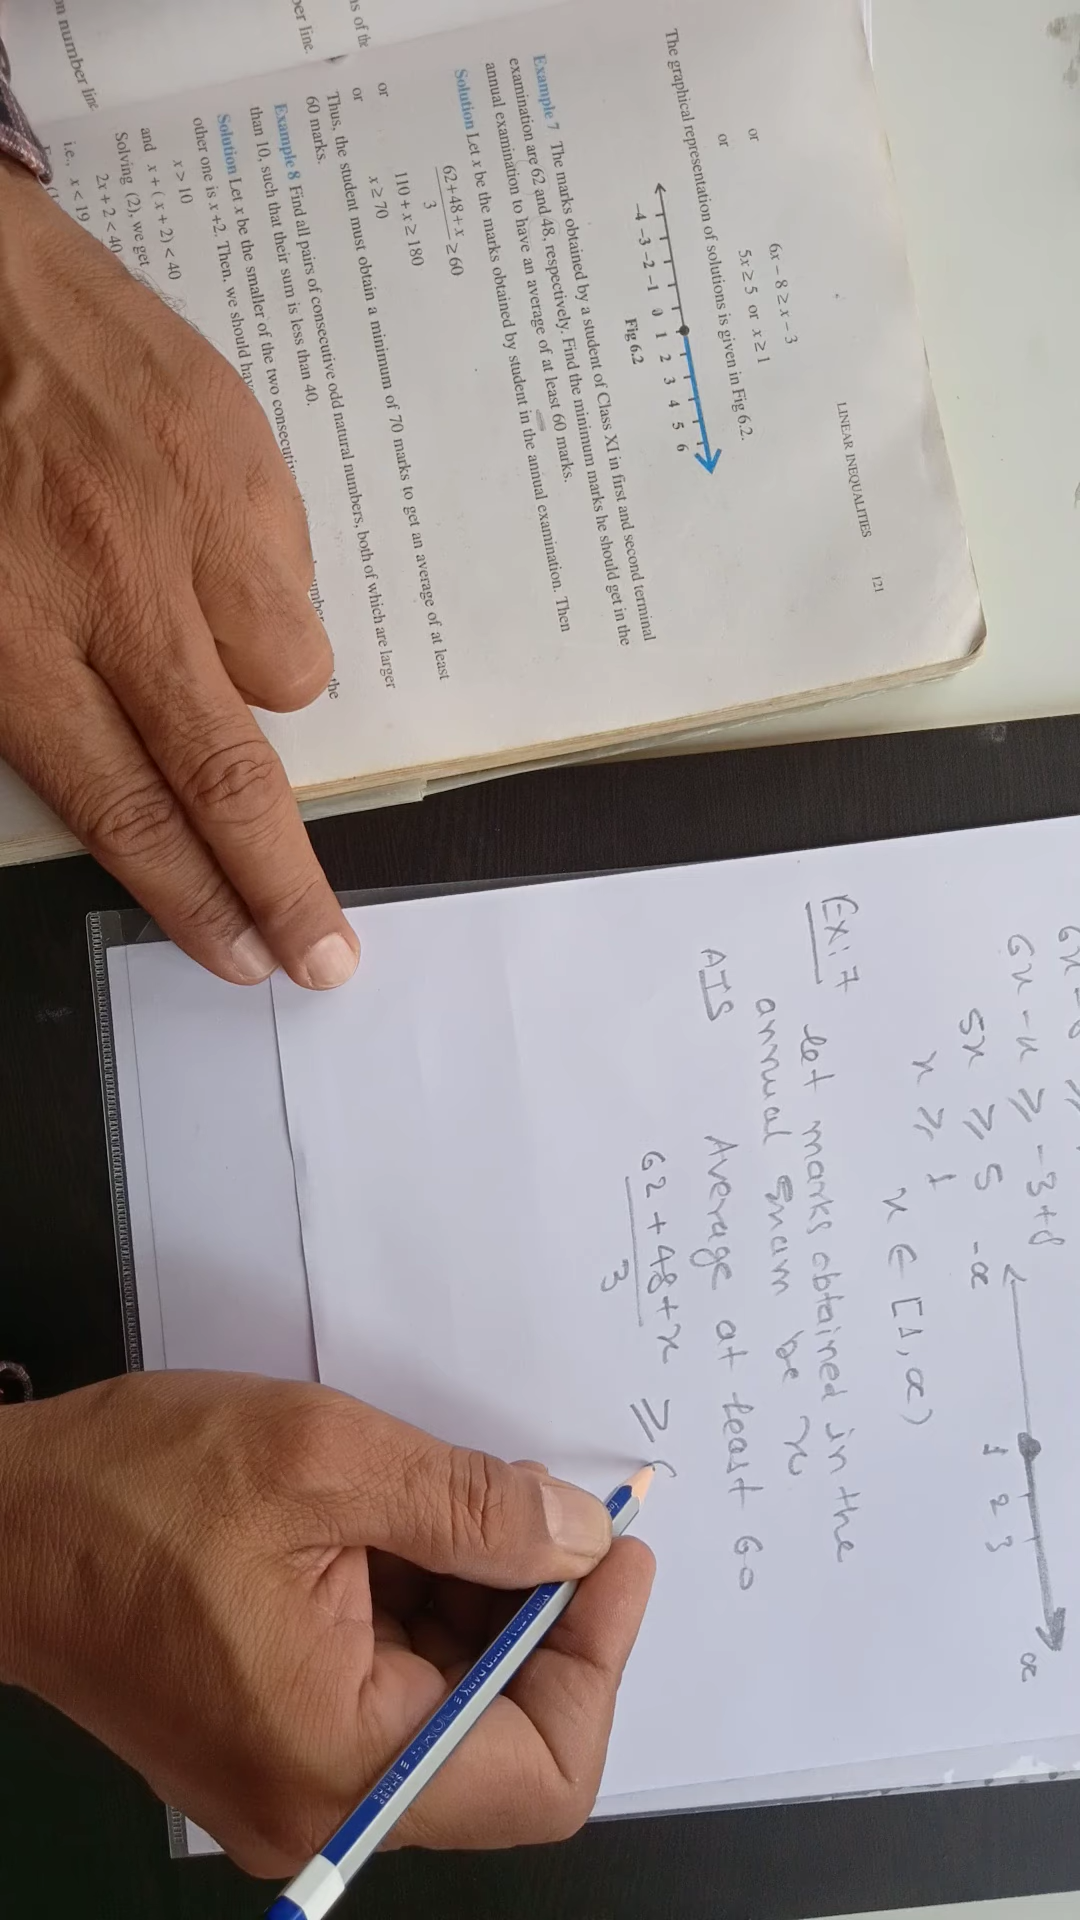 LINEAR INEQUALITIES 121
6x – 8 ≥ x – 3
or 5x ≥ 5 or x ≥ 1
or
The graphical representation of solutions is given in Fig 6.2.
–4 –3 –2 –1 0 1 2 3 4 5 6
Fig 6.2
Example 7 The marks obtained by a student of Class XI in first and second terminal
examination are 62 and 48, respectively. Find the minimum marks he should get in the
annual examination to have an average of at least 60 marks.
Solution Let x be the marks obtained by student in the annual examination. Then
62+48+x
3
≥ 60
or 110 + x ≥ 180
or x ≥ 70
Thus, the student must obtain a minimum of 70 marks to get an average of at least
60 marks.
Example 8 Find all pairs of consecutive odd natural numbers, both of which are larger
than 10, such that their sum is less than 40.
Solution Let x be the smaller of the two the
other one is x +2. Then, we should
x > 10
and x + ( x + 2) < 40
Solving (2), we get
2x + 2 < 40
i.e., x < 19
s of the
per line.
on number line.
6x - x ≥ -3+8
5x ≥ 5
x ≥ 1
-∝ 1 2 3 ∝
x ∈ [1, ∝)
Ex: 7 let marks obtained in the
annual Exam be x
ATS Average at least 60
62 + 48 + x ≥
3